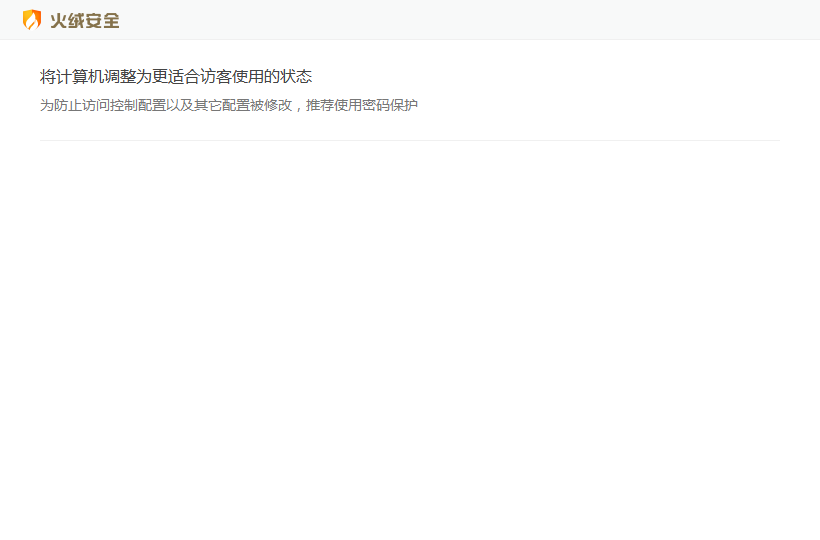 火绒安全
将计算机调整为更适合访客使用的状态
为防止访问控制配置以及其它配置被修改，推荐使用密码保护